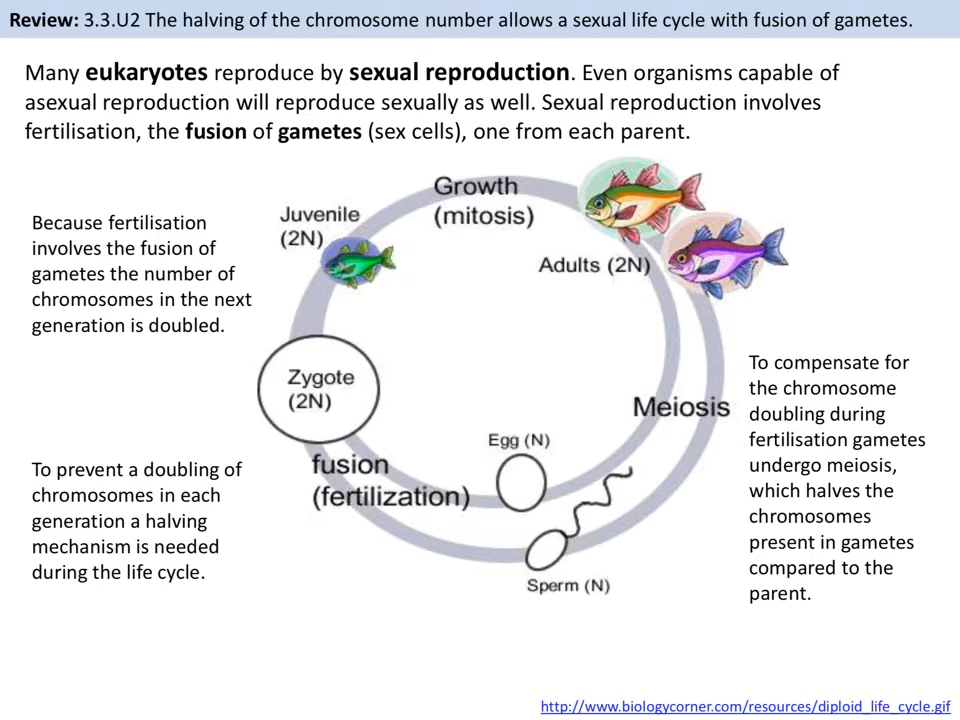 Review: 3.3.U2 The halving of the chromosome number allows a sexual life cycle with fusion of gametes.
Many eukaryotes reproduce by sexual reproduction. Even organisms capable of
asexual reproduction will reproduce sexually as well. Sexual reproduction involves
fertilisation, the fusion of gametes (sex cells), one from each parent.
Because fertilisation
involves the fusion of
gametes the number of
chromosomes in the next
generation is doubled.
Juvenile
(2N)
Growth
(mitosis)
Adults (2N)
Zygote
(2N)
Meiosis
Egg (N)
fusion
(fertilization)
Sperm (N)
To prevent a doubling of
chromosomes in each
generation a halving
mechanism is needed
during the life cycle.
To compensate for
the chromosome
doubling during
fertilisation gametes
undergo meiosis,
which halves the
chromosomes
present in gametes
compared to the
parent.
http://www.biologycorner.com/resources/diploid_life_cycle.gif